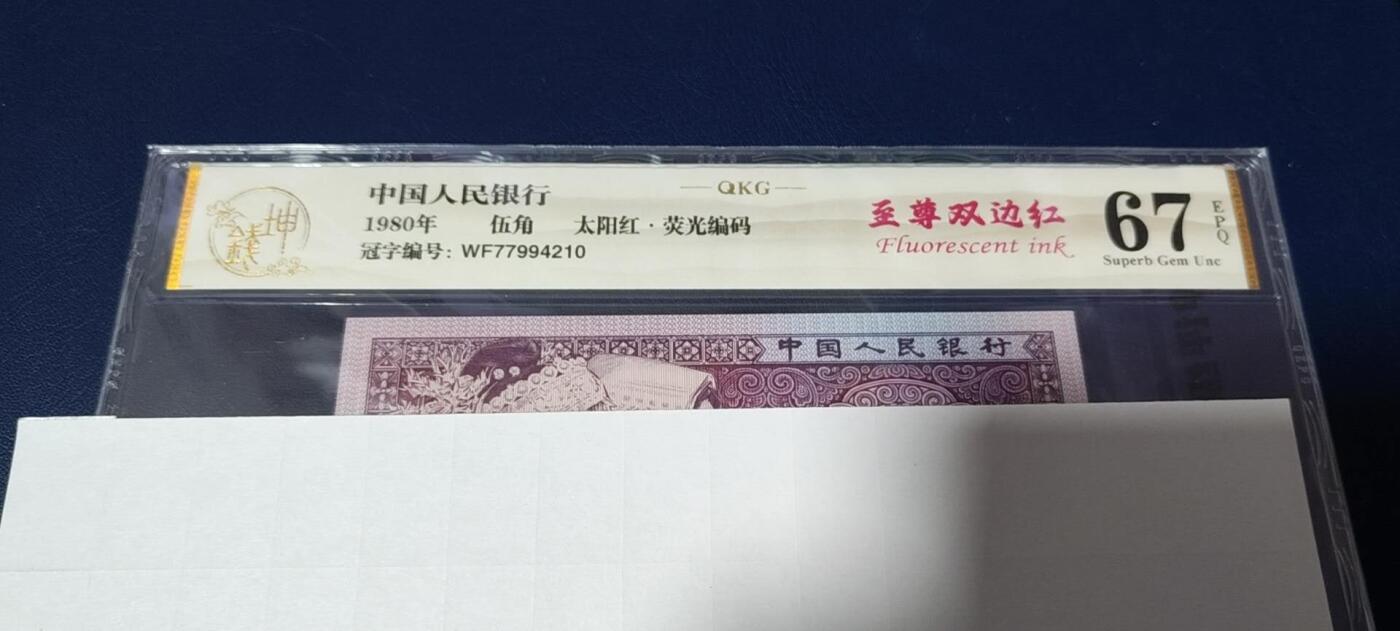 QKG
中国人民银行
1980年 伍角 太阳红·荧光编码
冠字编号：WF77994210
至尊双边红
Fluorescent ink
67
EPQ
Superb Gem Unc
中国人民银行